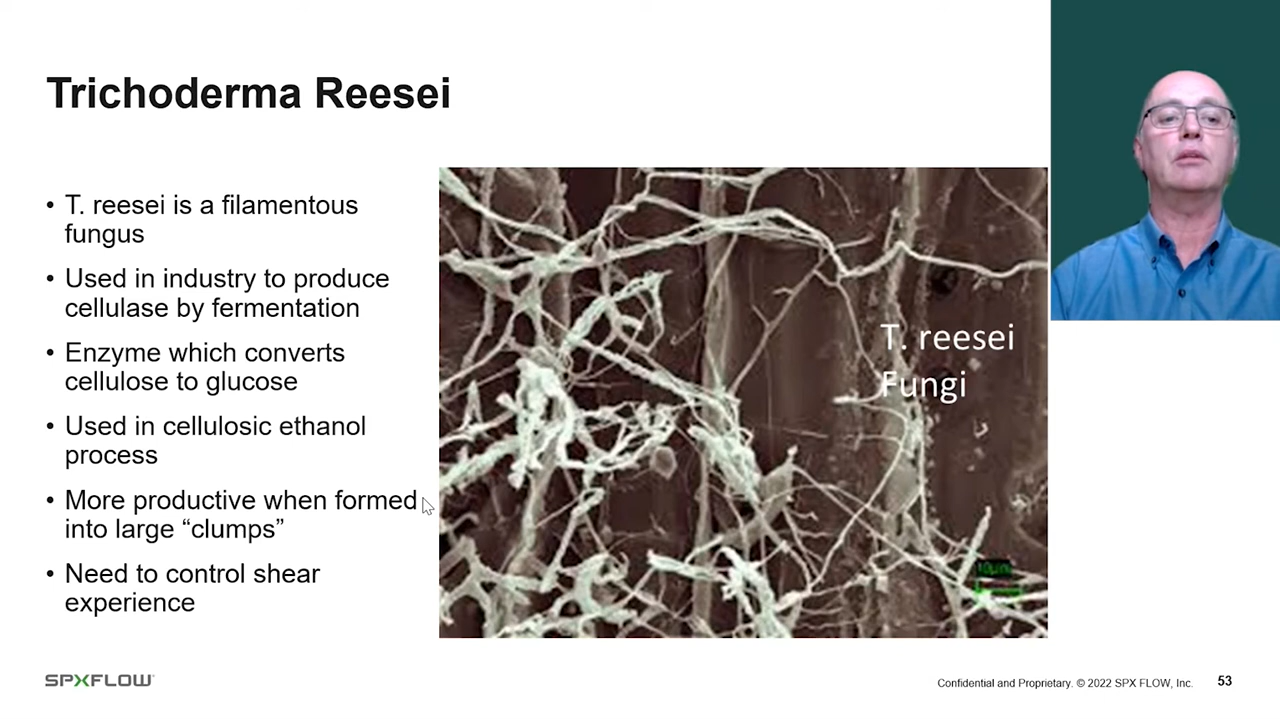 Trichoderma Reesei
• T. reesei is a filamentous
fungus
• Used in industry to produce
cellulase by fermentation
• Enzyme which converts
cellulose to glucose
• Used in cellulosic ethanol
process
• More productive when formed
into large “clumps”
• Need to control shear
experience
T. reesei
Fungi
10µm
SPXFLOW
Confidential and Proprietary. © 2022 SPX FLOW, Inc.
53